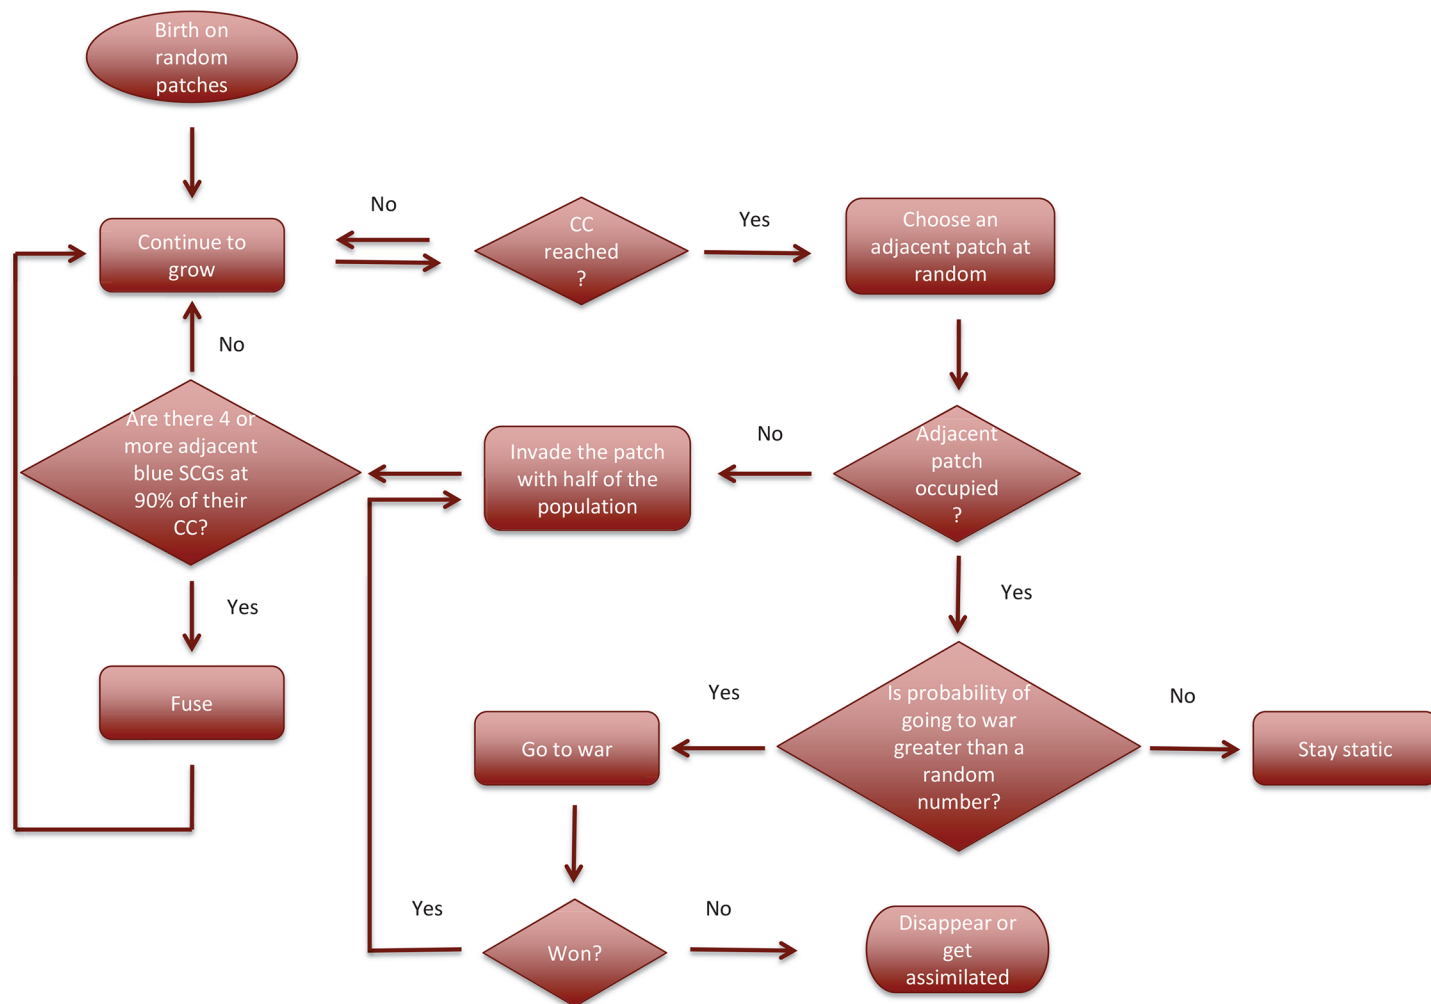 Birth on
random
patches
No
Yes
Continue to
grow
CC
reached
?
Choose an
adjacent patch at
random
No
Are there 4 or
more adjacent
blue SCGs at
90% of their
CC?
Invade the patch
with half of the
population
No
Adjacent
patch
occupied
?
Yes
Yes
Fuse
Go to war
Yes
Is probability of
going to war
greater than a
random
number?
No
Stay static
Yes
Won?
No
Disappear or
get
assimilated